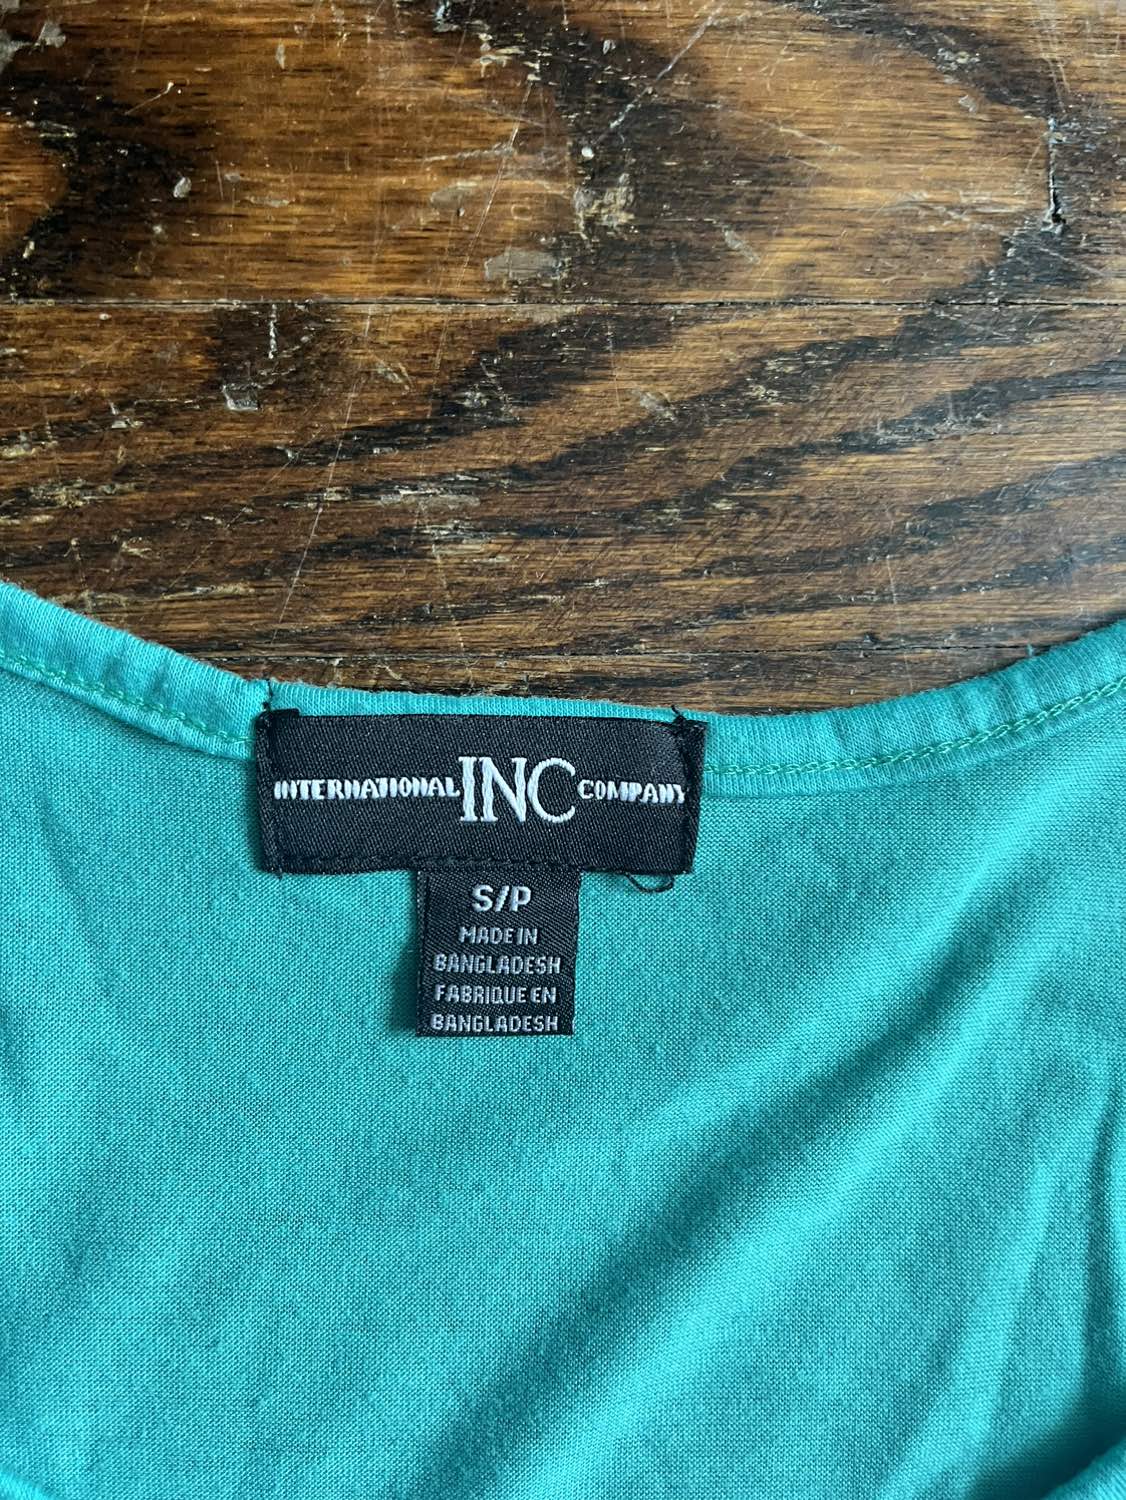 INTERNATIONAL INC COMPANY
S/P
MADE IN
BANGLADESH
FABRIQUE EN
BANGLADESH